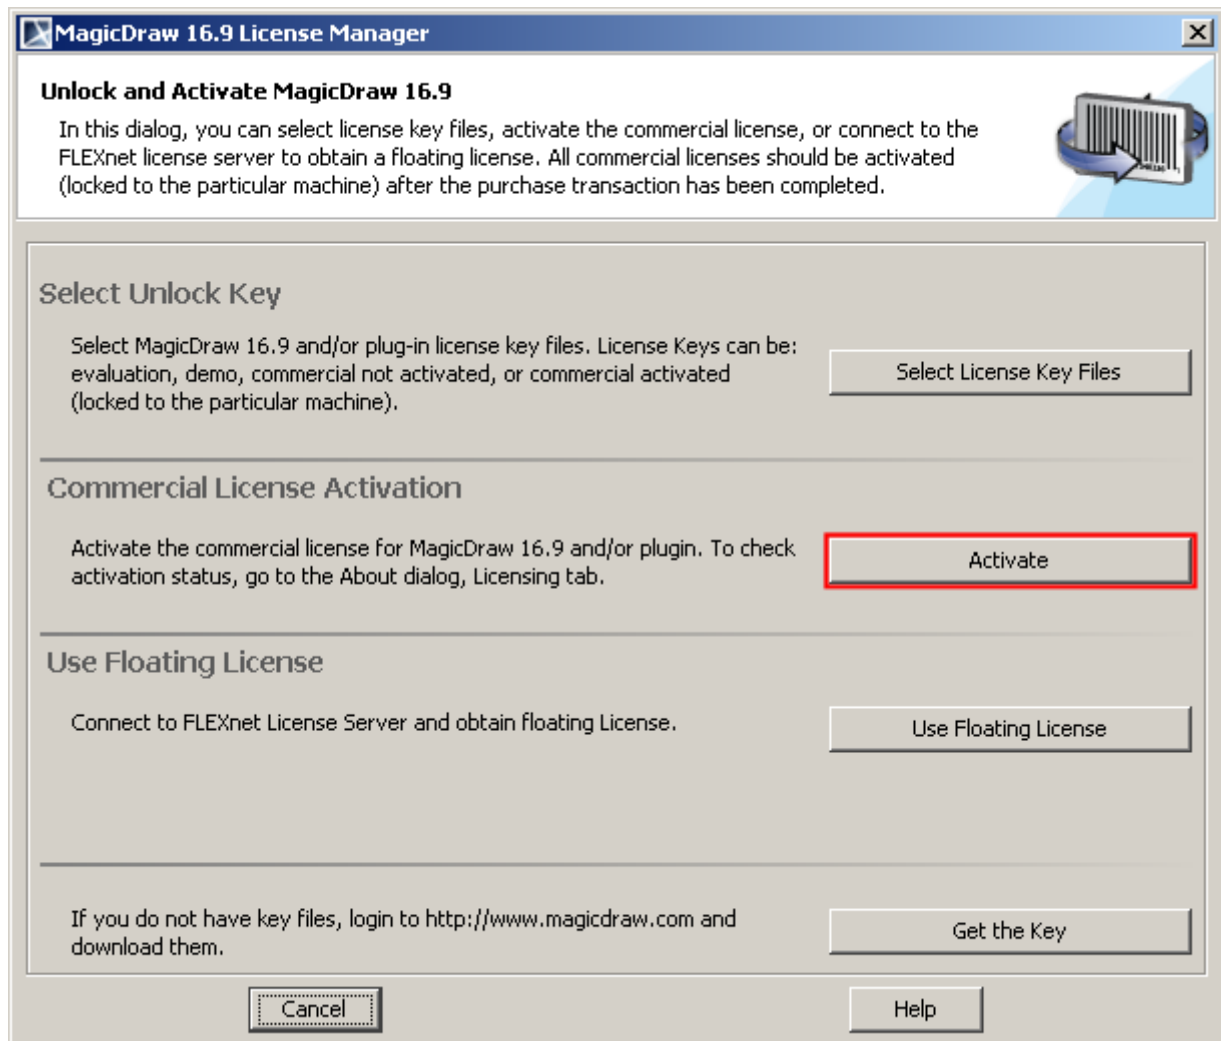 MagicDraw 16.9 License Manager
Unlock and Activate MagicDraw 16.9
In this dialog, you can select license key files, activate the commercial license, or connect to the
FLEXnet license server to obtain a floating license. All commercial licenses should be activated
(locked to the particular machine) after the purchase transaction has been completed.
Select Unlock Key
Select MagicDraw 16.9 and/or plug-in license key files. License Keys can be:
evaluation, demo, commercial not activated, or commercial activated
(locked to the particular machine).
Select License Key Files
Commercial License Activation
Activate the commercial license for MagicDraw 16.9 and/or plugin. To check
activation status, go to the About dialog, Licensing tab.
Activate
Use Floating License
Connect to FLEXnet License Server and obtain floating License.
Use Floating License
If you do not have key files, login to http://www.magicdraw.com and
download them.
Get the Key
Cancel
Help